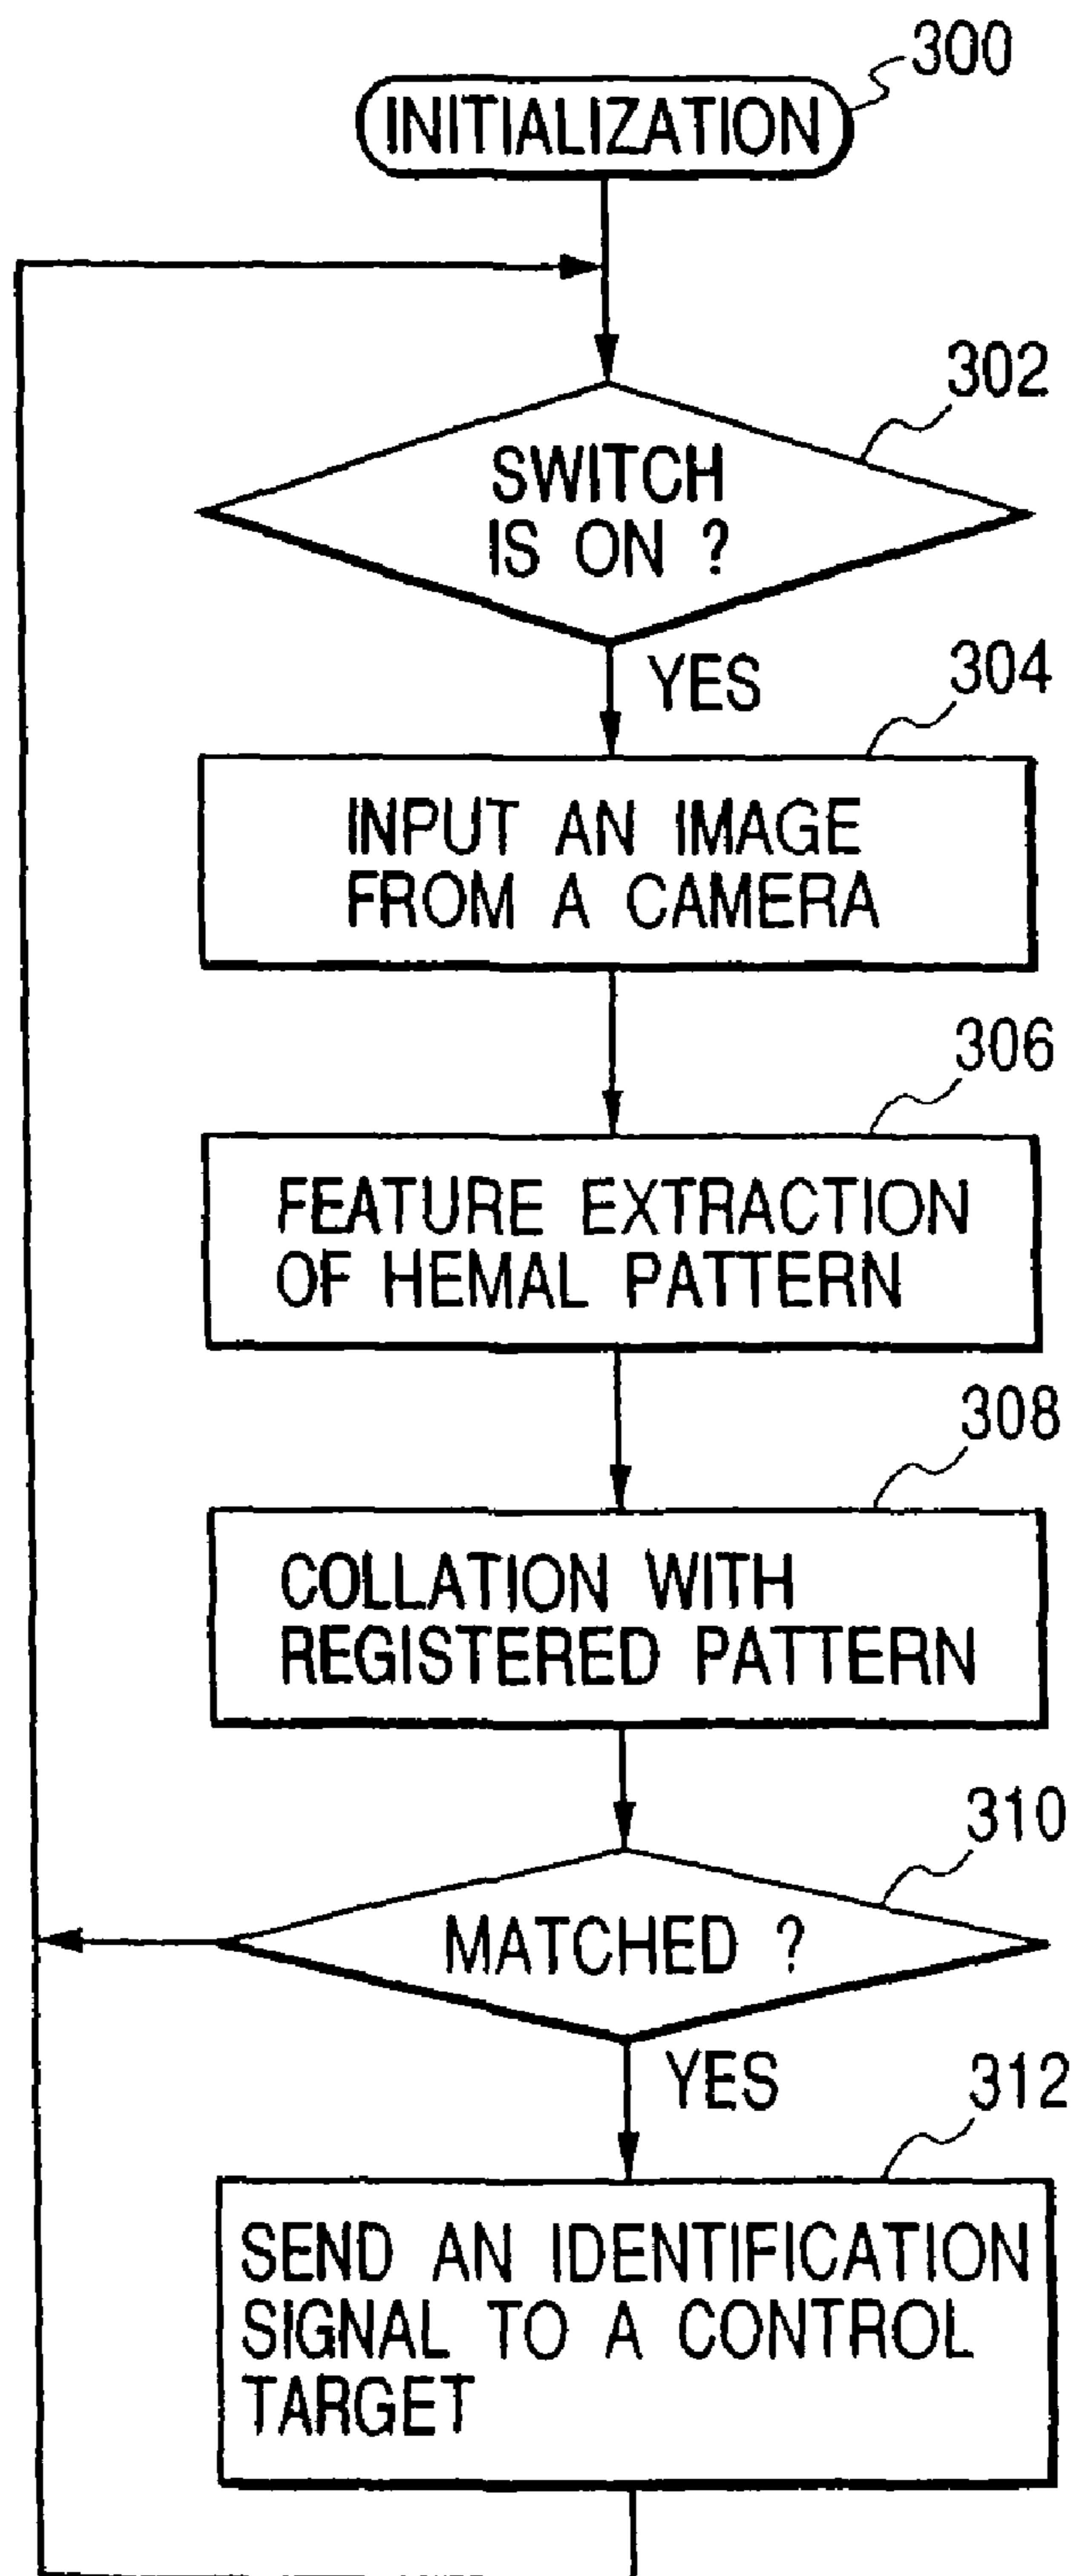 300
INITIALIZATION
302
SWITCH
IS ON ?
YES
304
INPUT AN IMAGE
FROM A CAMERA
306
FEATURE EXTRACTION
OF HEMAL PATTERN
308
COLLATION WITH
REGISTERED PATTERN
310
MATCHED ?
YES
312
SEND AN IDENTIFICATION
SIGNAL TO A CONTROL
TARGET